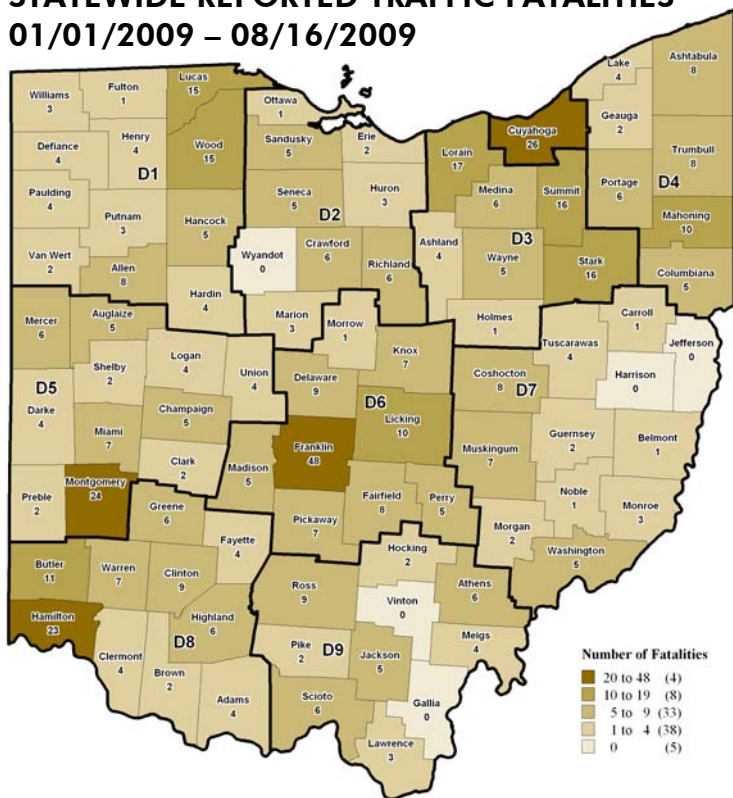 STATEWIDE REPORTED TRAFFIC FATALITIES
01/01/2009 – 08/16/2009
Williams
3
Fulton
1
Lucas
15
Defiance
4
Henry
4
Wood
15
D1
Paulding
4
Putnam
3
Hancock
5
Van Wert
2
Allen
8
Hardin
4
Ottawa
1
Sandusky
5
Erie
2
Seneca
5
D2
Huron
3
Wyandot
0
Crawford
6
Richland
6
Marion
3
Morrow
1
Lorain
17
Cuyahoga
26
Medina
6
Summit
16
Ashland
4
Wayne
5
D3
Stark
16
Holmes
1
Lake
4
Ashtabula
8
Geauga
2
Trumbull
8
Portage
6
D4
Mahoning
10
Columbiana
5
Mercer
6
Auglaize
5
Shelby
2
Logan
4
Union
4
D5
Darke
4
Miami
7
Champaign
5
Clark
2
Preble
2
Montgomery
24
Knox
7
Delaware
9
D6
Licking
10
Franklin
48
Madison
5
Fairfield
8
Perry
5
Pickaway
7
Carroll
1
Tuscarawas
4
Jefferson
0
Harrison
0
Coshocton
8
D7
Guernsey
2
Belmont
1
Muskingum
7
Noble
1
Monroe
3
Morgan
2
Washington
5
Greene
6
Fayette
4
Butler
11
Warren
7
Clinton
9
Hamilton
23
Highland
6
D8
Clermont
4
Brown
2
Adams
4
Hocking
2
Ross
9
Vinton
0
Athens
6
Pike
2
D9
Jackson
5
Meigs
4
Scioto
6
Gallia
0
Lawrence
3
Number of Fatalities
20 to 48 (4)
10 to 19 (8)
5 to 9 (33)
1 to 4 (38)
0 (5)